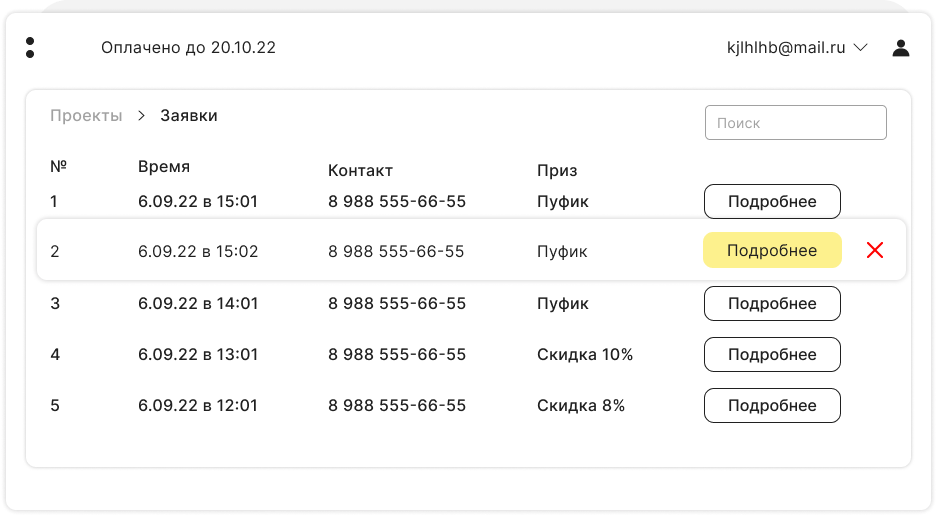 Оплачено до 20.10.22 kjlhlhb@mail.ru
Проекты > Заявки Поиск
№ Время Контакт Приз
1 6.09.22 в 15:01 8 988 555-66-55 Пуфик Подробнее
2 6.09.22 в 15:02 8 988 555-66-55 Пуфик Подробнее
3 6.09.22 в 14:01 8 988 555-66-55 Пуфик Подробнее
4 6.09.22 в 13:01 8 988 555-66-55 Скидка 10% Подробнее
5 6.09.22 в 12:01 8 988 555-66-55 Скидка 8% Подробнее